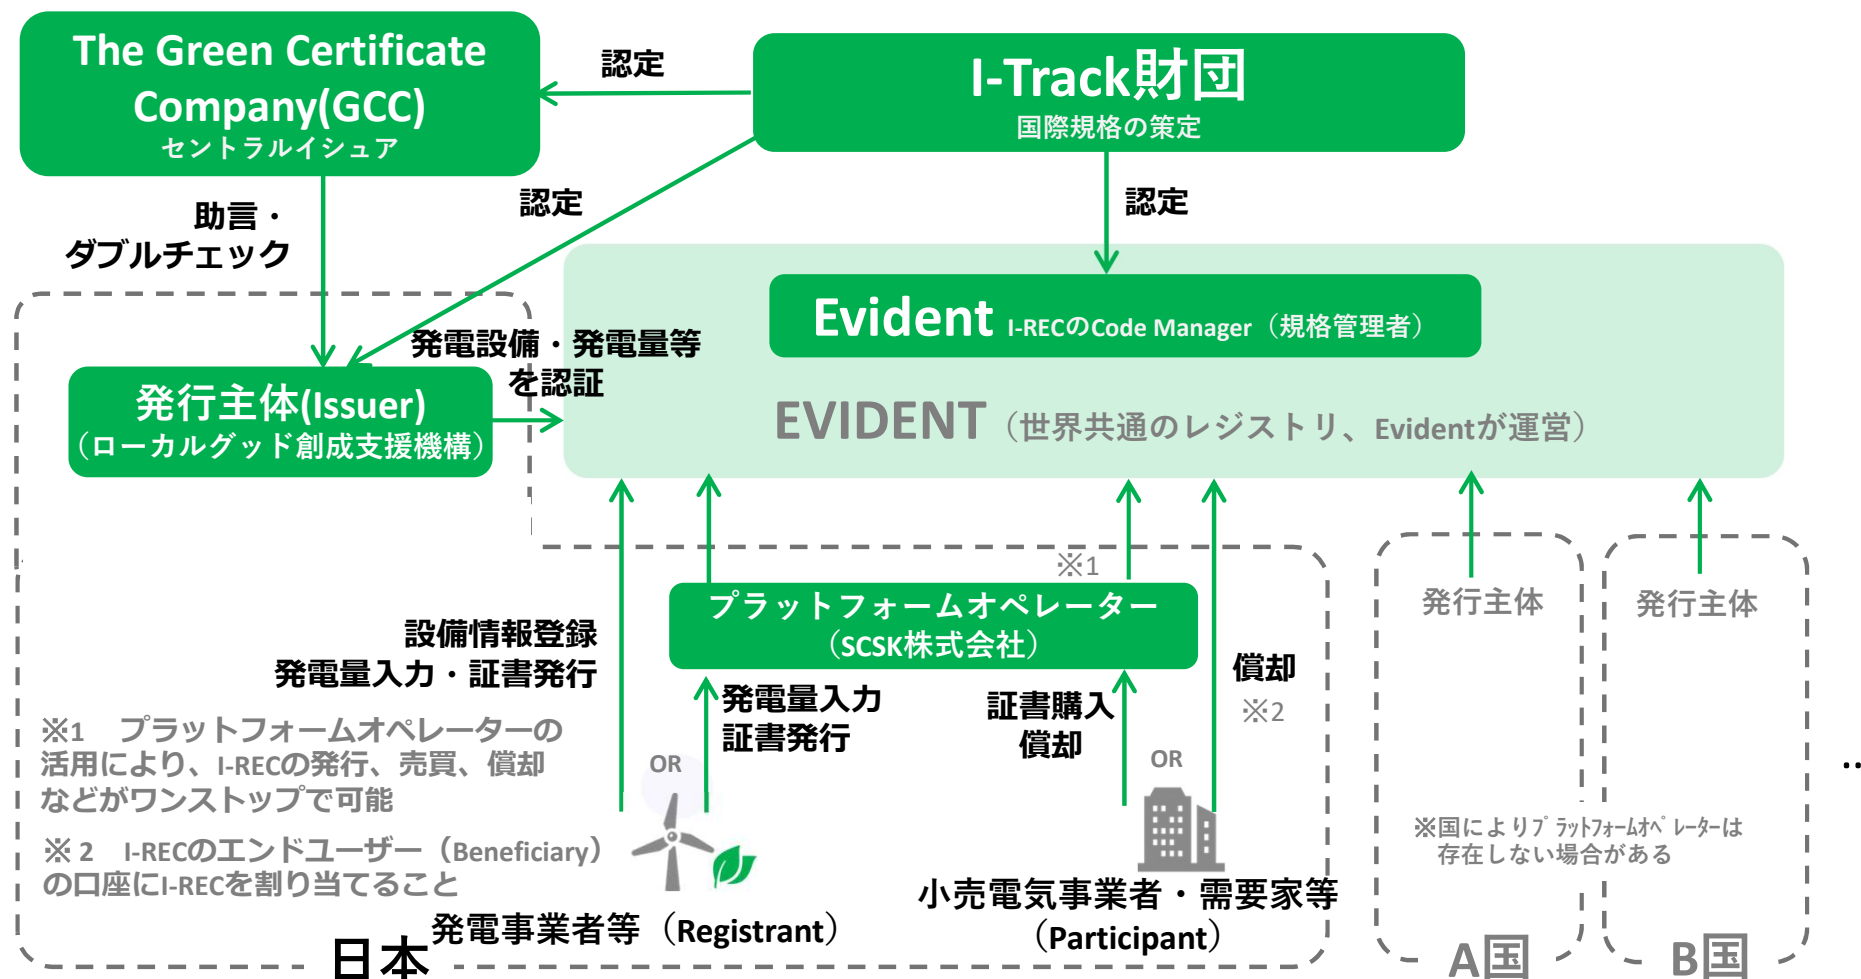 The Green Certificate
Company(GCC)
セントラルイシュア
認定
I-Track財団
国際規格の策定
助言・
ダブルチェック
認定
認定
Evident I-RECのCode Manager（規格管理者）
発電設備・発電量等
を認証
発行主体(Issuer)
（ローカルグッド創成支援機構）
EVIDENT（世界共通のレジストリ、Evidentが運営）
※1
プラットフォームオペレーター
（SCSK株式会社）
発行主体
発行主体
設備情報登録
発電量入力・証書発行
発電量入力
証書発行
証書購入
償却
償却
※2
※1　プラットフォームオペレーターの
活用により、I-RECの発行、売買、償却
などがワンストップで可能
OR
OR
‥
※２　I-RECのエンドユーザー（Beneficiary）
の口座にI-RECを割り当てること
※国によりﾌﾟﾗｯﾄﾌｫｰﾑｵﾍﾟﾚｰﾀｰは
存在しない場合がある
発電事業者等（Registrant）
小売電気事業者・需要家等
（Participant）
日本
A国
B国